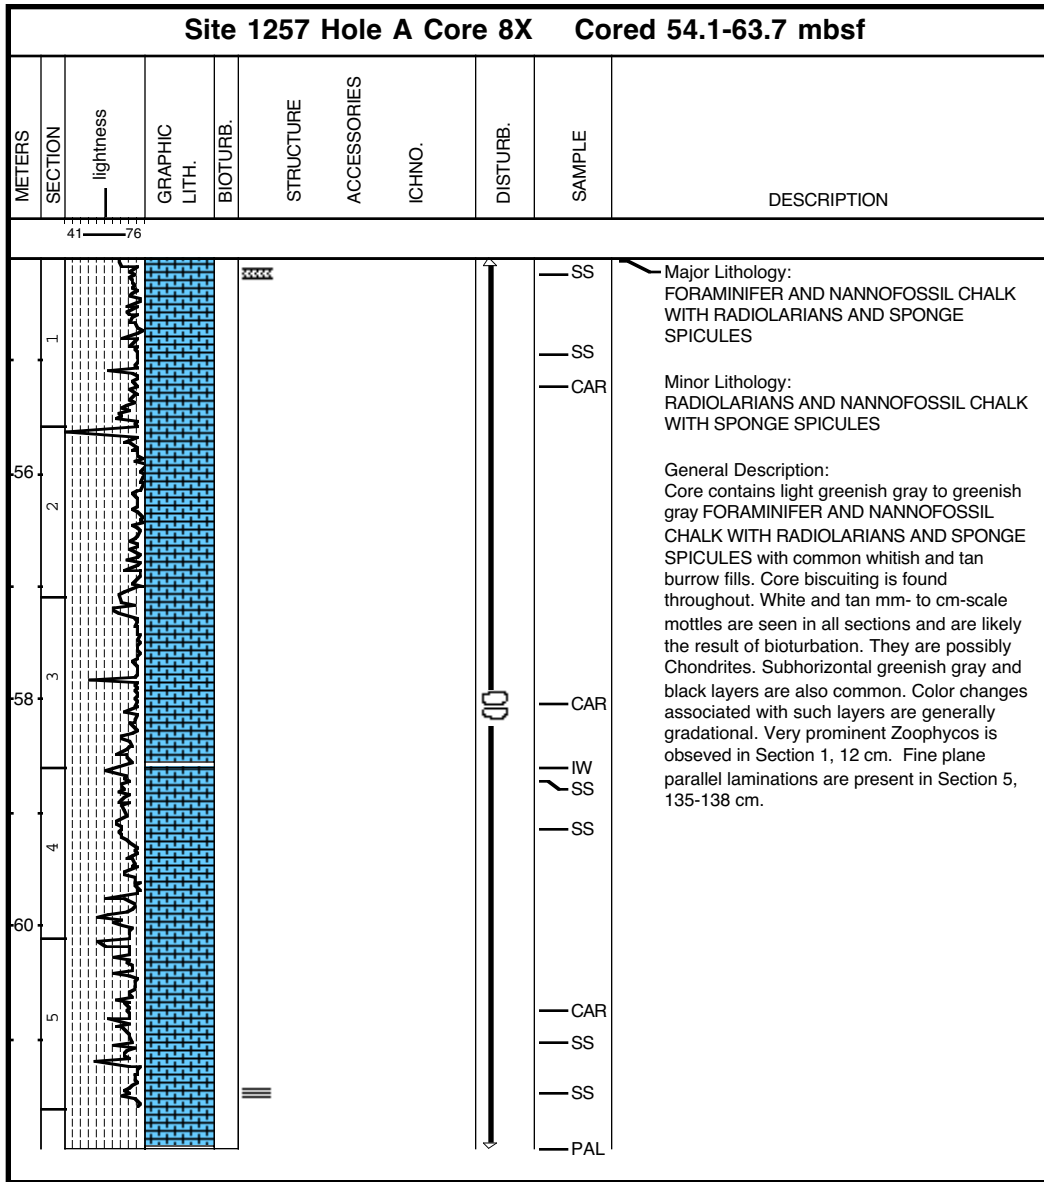 Site 1257 Hole A Core 8X Cored 54.1-63.7 mbsf
METERS
SECTION
lightness
GRAPHIC
LITH.
BIOTURB.
STRUCTURE
ACCESSORIES
ICHNO.
DISTURB.
SAMPLE
DESCRIPTION
41 76
1
2
3
4
5
56
58
60
SS
SS
CAR
CAR
IW
SS
SS
CAR
SS
SS
PAL
Major Lithology:
FORAMINIFER AND NANNOFOSSIL CHALK
WITH RADIOLARIANS AND SPONGE
SPICULES
Minor Lithology:
RADIOLARIANS AND NANNOFOSSIL CHALK
WITH SPONGE SPICULES
General Description:
Core contains light greenish gray to greenish
gray FORAMINIFER AND NANNOFOSSIL
CHALK WITH RADIOLARIANS AND SPONGE
SPICULES with common whitish and tan
burrow fills. Core biscuiting is found
throughout. White and tan mm- to cm-scale
mottles are seen in all sections and are likely
the result of bioturbation. They are possibly
Chondrites. Subhorizontal greenish gray and
black layers are also common. Color changes
associated with such layers are generally
gradational. Very prominent Zoophycos is
obseved in Section 1, 12 cm. Fine plane
parallel laminations are present in Section 5,
135-138 cm.